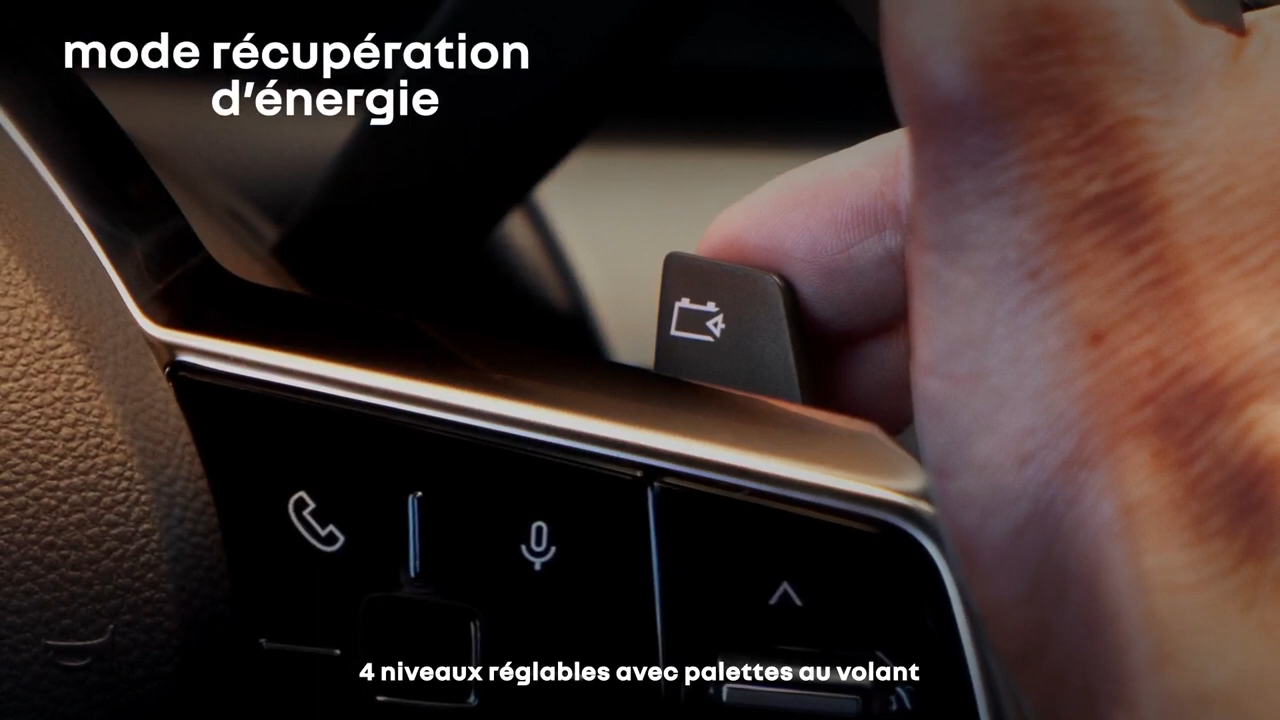 mode récupération
d'énergie
4 niveaux réglables avec palettes au volant